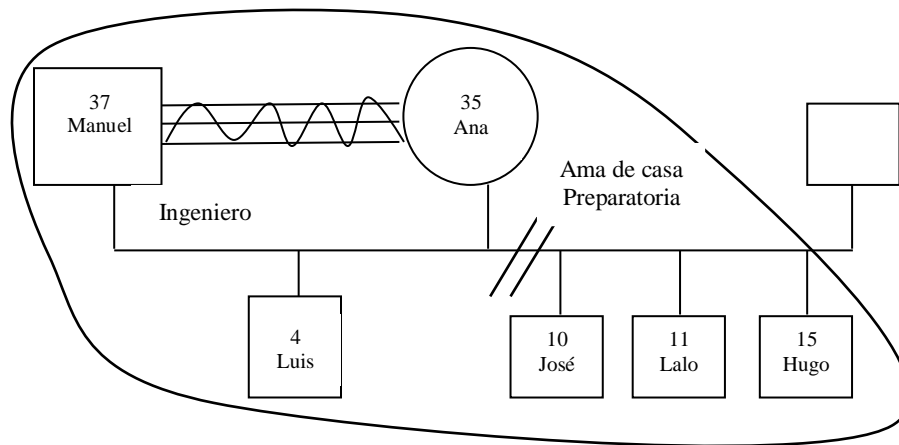 37
Manuel
35
Ana
Ama de casa
Preparatoria
Ingeniero
4
Luis
10
José
11
Lalo
15
Hugo